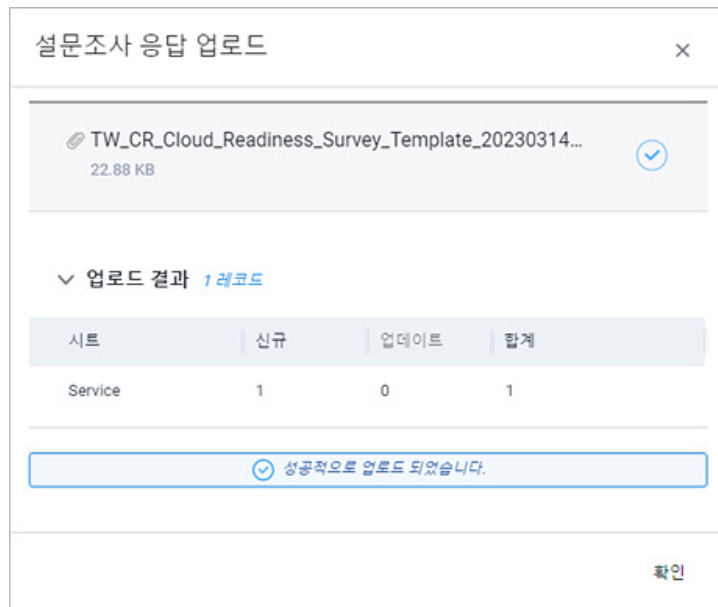 설문조사 응답 업로드
TW_CR_Cloud_Readiness_Survey_Template_20230314...
22.88 KB
업로드 결과 1 레코드
시트 신규 업데이트 합계
Service 1 0 1
성공적으로 업로드 되었습니다.
확인